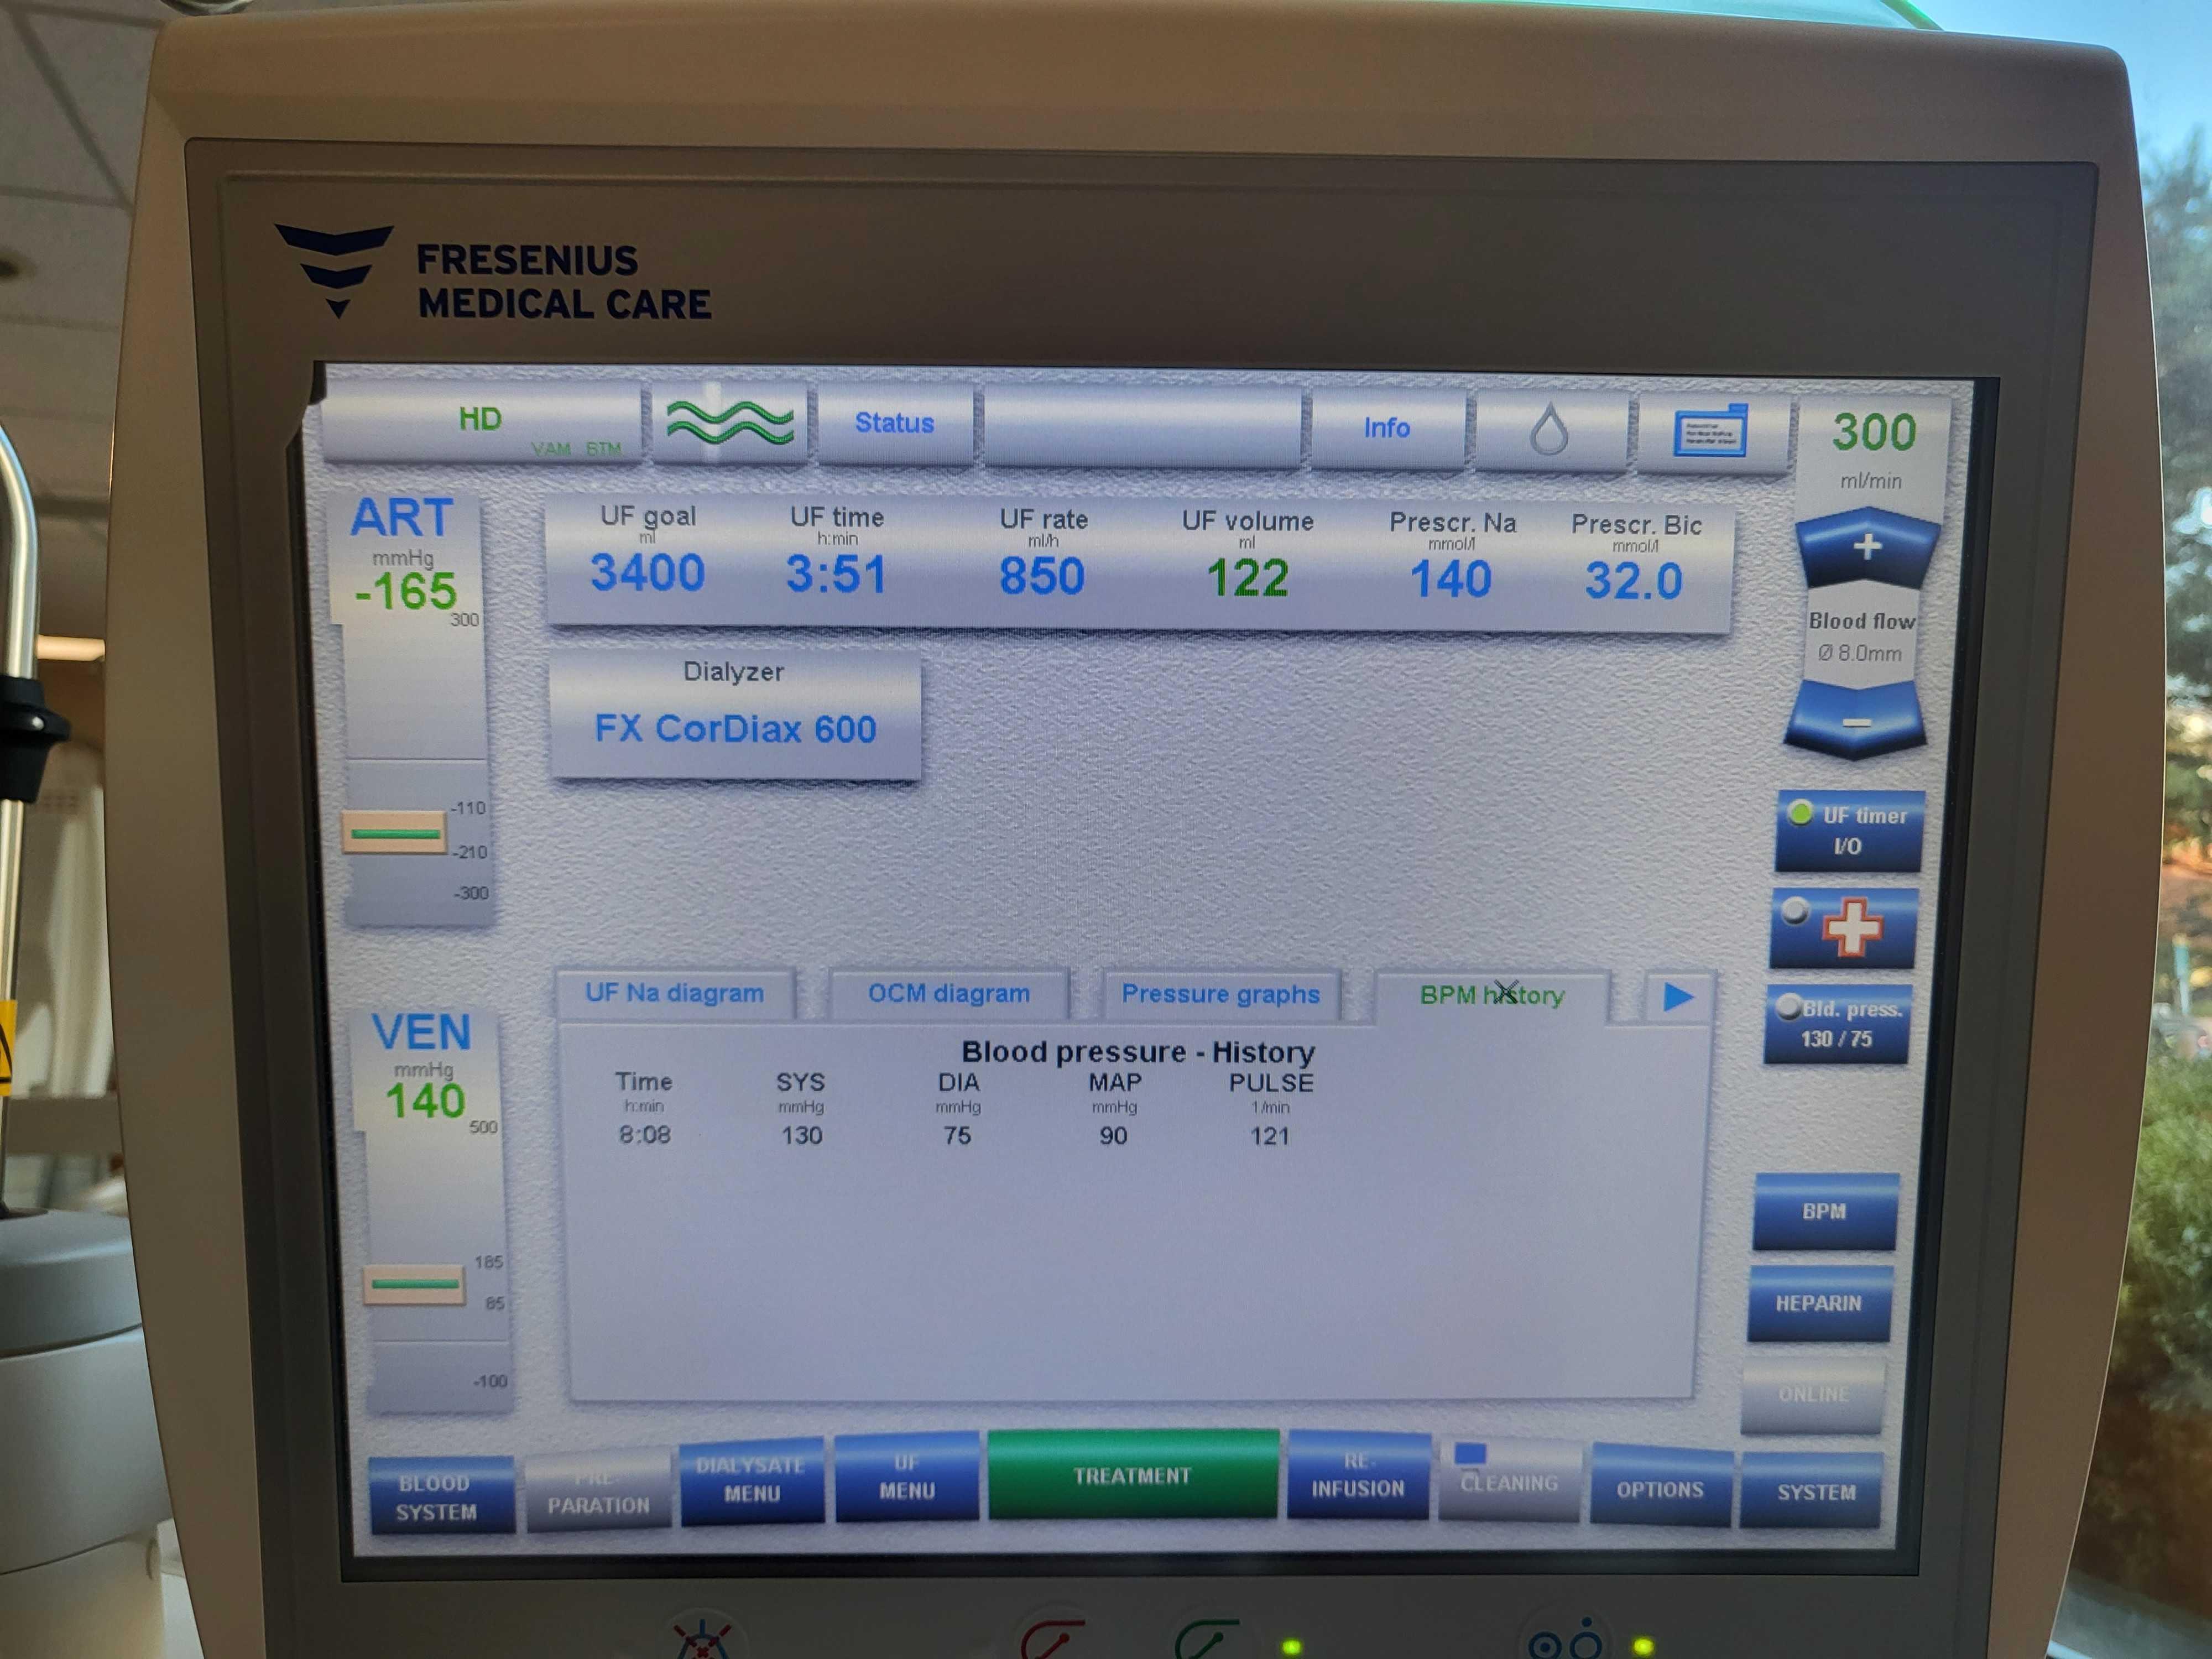 FRESENIUS
MEDICAL CARE
HD
VAM BTM
Status
Info
300
ml/min
ART
mmHg
-165
300
-110
-210
-300
UF goal
ml
3400
UF time
h:min
3:51
UF rate
ml/h
850
UF volume
ml
122
Prescr. Na
mmol/l
140
Prescr. Bic
mmol/l
32.0
+
Blood flow
Ø 8.0mm
−
Dialyzer
FX CorDiax 600
UF timer
I/O
Bld. press.
130 / 75
UF Na diagram
OCM diagram
Pressure graphs
BPM history
VEN
mmHg
140
500
185
85
-100
Blood pressure - History
Time SYS DIA MAP PULSE
h:min mmHg mmHg mmHg 1/min
8:08 130 75 90 121
BPM
HEPARIN
ONLINE
BLOOD
SYSTEM
PRE-
PARATION
DIALYSATE
MENU
UF
MENU
TREATMENT
RE-
INFUSION
CLEANING
OPTIONS
SYSTEM